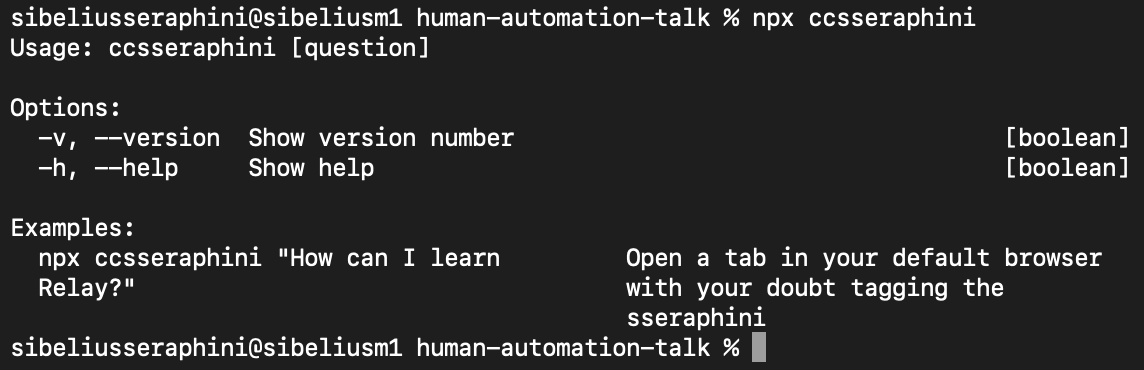 sibeliusseraphini@sibeliusm1 human-automation-talk % npx ccsseraphini
Usage: ccsseraphini [question]
Options:
-v, --version Show version number [boolean]
-h, --help Show help [boolean]
Examples:
npx ccsseraphini "How can I learn Open a tab in your default browser
Relay?" with your doubt tagging the
sseraphini
sibeliusseraphini@sibeliusm1 human-automation-talk %